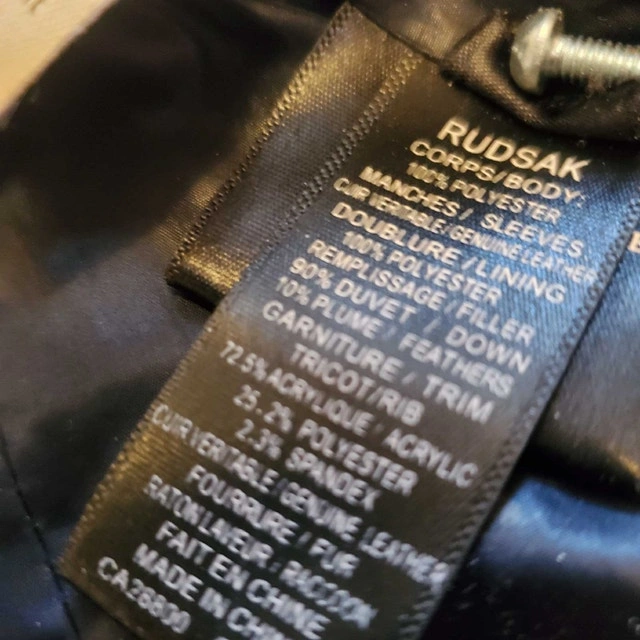 RUDSAK
CORPS/BODY:
100% POLYESTER
MANCHES / SLEEVES:
CUIR VERITABLE / GENUINE LEATHER
DOUBLURE / LINING
100% POLYESTER
REMPLISSAGE / FILLER
90% DUVET / DOWN
10% PLUME / FEATHERS
GARNITURE / TRIM
TRICOT/RIB
72.5% ACRYLIQUE / ACRYLIC
25.2% POLYESTER
2.3% SPANDEX
CUIR VERITABLE / GENUINE LEATHER
FOURRURE / FUR
RATON LAVEUR / RACCOON
FAIT EN CHINE
MADE IN CHINA